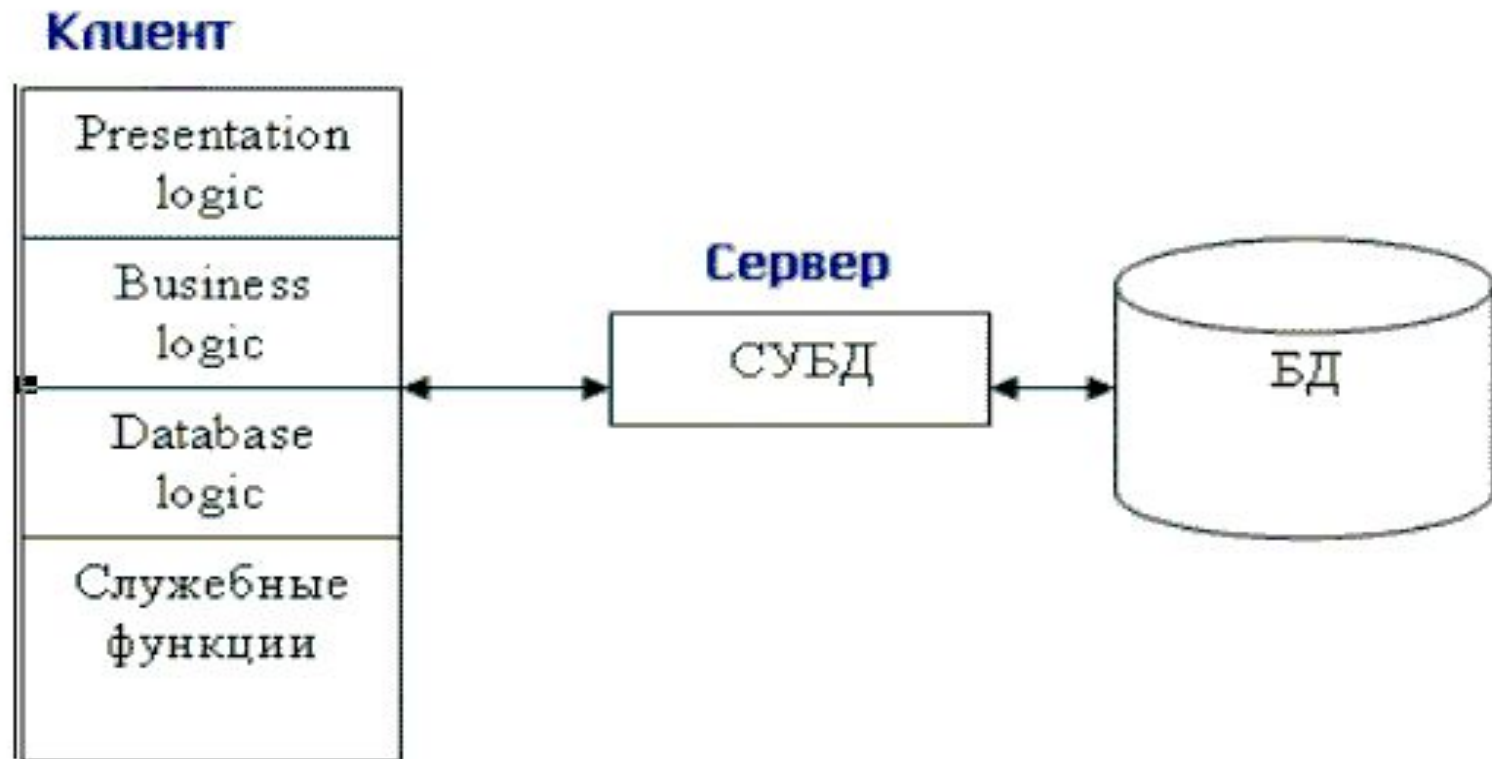 Клиент
Presentation
logic
Business
logic
Database
logic
Служебные
функции
Сервер
СУБД
БД